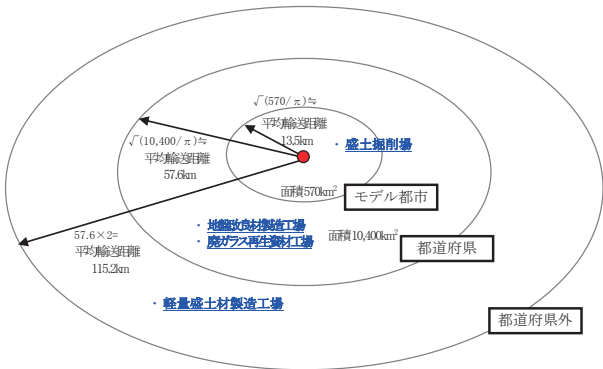 √(570/π)≒
平均輸送距離
13.5km
・ 盛土掘削場
√(10,400/π)≒
平均輸送距離
57.6km
面積570km²
モデル都市
・ 地盤改良材製造工場
・ 廃ガラス再生資材工場
面積10,400km²
都道府県
57.6×2=
平均輸送距離
115.2km
・ 軽量盛土材製造工場
都道府県外